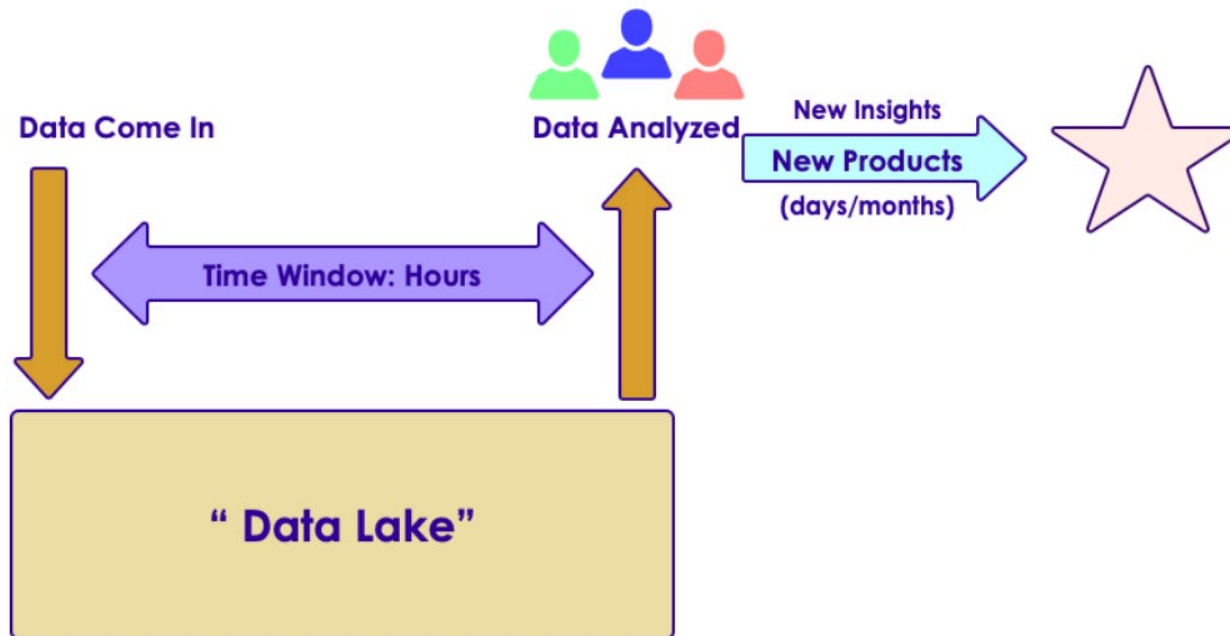 Data Come In
Data Analyzed
New Insights
New Products
(days/months)
Time Window: Hours
“ Data Lake”